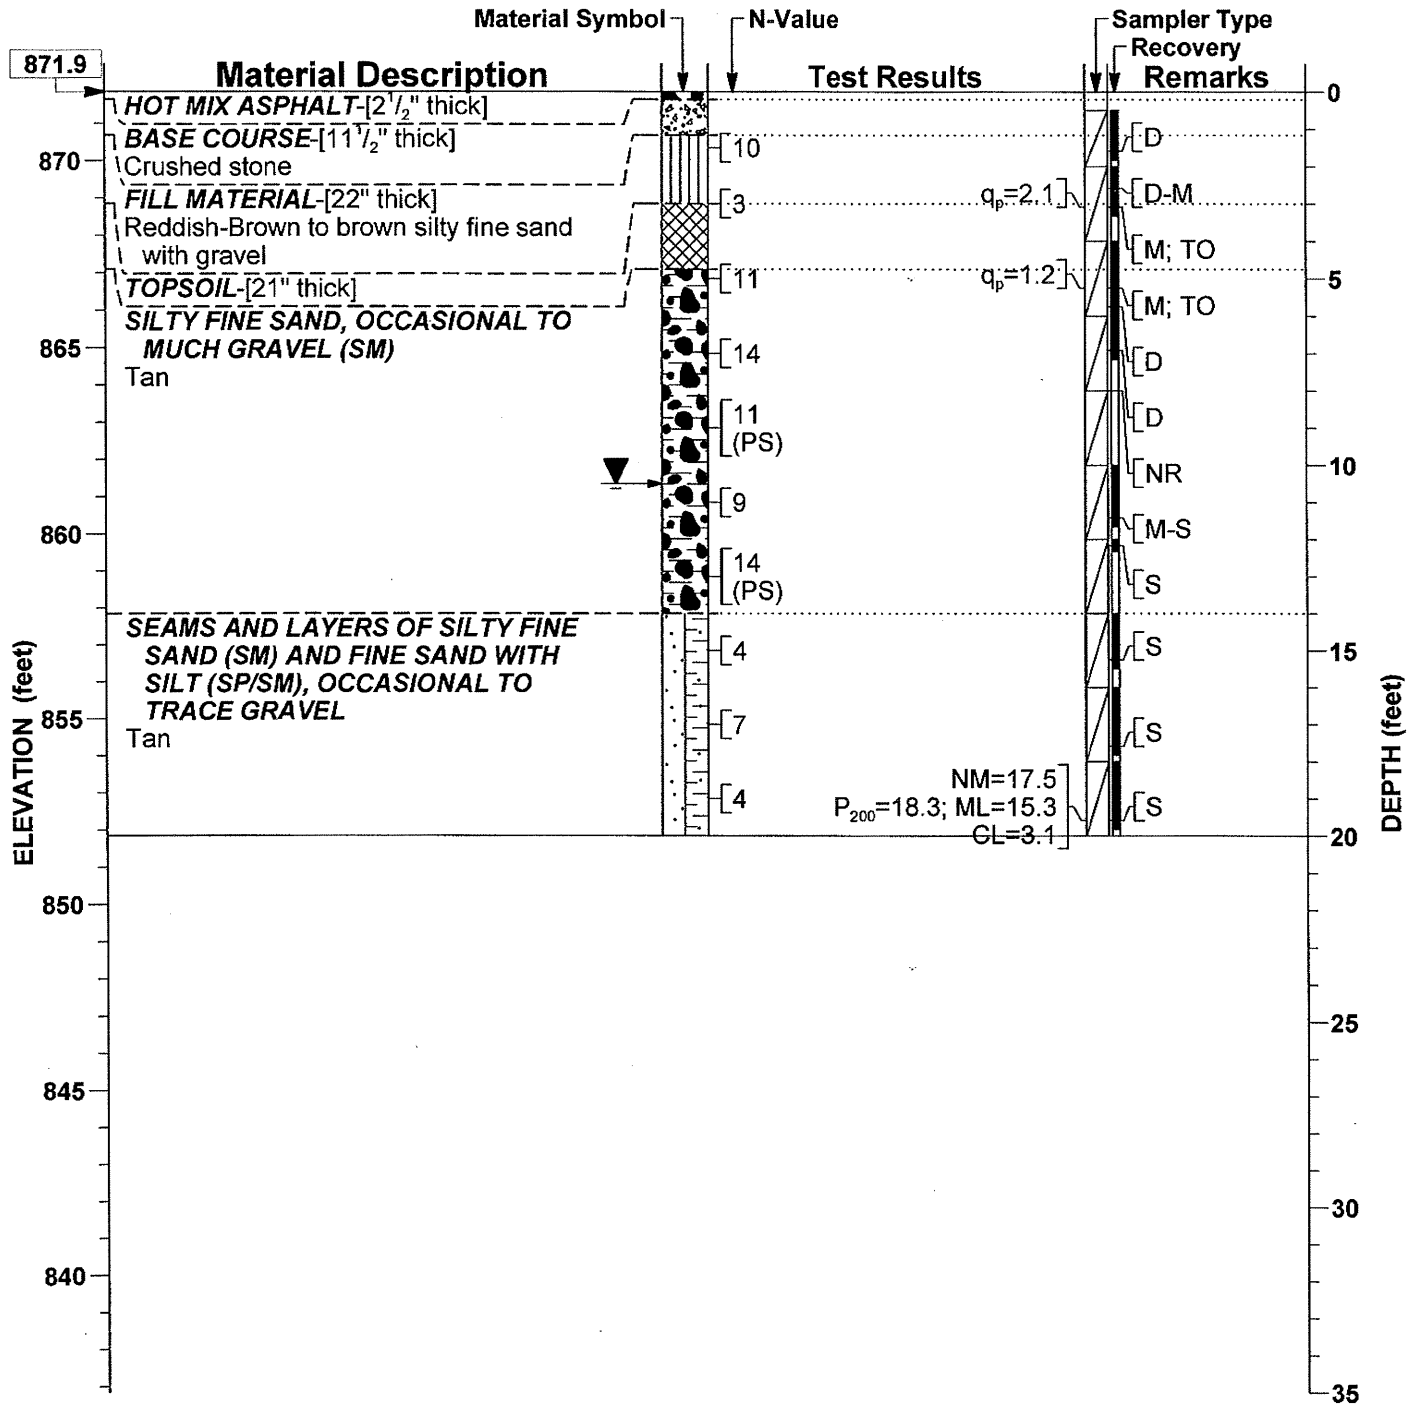 Material Symbol
N-Value
Sampler Type
Recovery
871.9
Material Description
Test Results
Remarks
HOT MIX ASPHALT-[2 1/2" thick]
BASE COURSE-[11 1/2" thick]
Crushed stone
FILL MATERIAL-[22" thick]
Reddish-Brown to brown silty fine sand
with gravel
TOPSOIL-[21" thick]
SILTY FINE SAND, OCCASIONAL TO
MUCH GRAVEL (SM)
Tan
SEAMS AND LAYERS OF SILTY FINE
SAND (SM) AND FINE SAND WITH
SILT (SP/SM), OCCASIONAL TO
TRACE GRAVEL
Tan
10
3
11
14
11
(PS)
9
14
(PS)
4
7
4
qp=2.1
qp=1.2
NM=17.5
P200=18.3; ML=15.3
CL=3.1
D
D-M
M; TO
M; TO
D
D
NR
M-S
S
S
S
S
ELEVATION (feet)
870
865
860
855
850
845
840
DEPTH (feet)
0
5
10
15
20
25
30
35